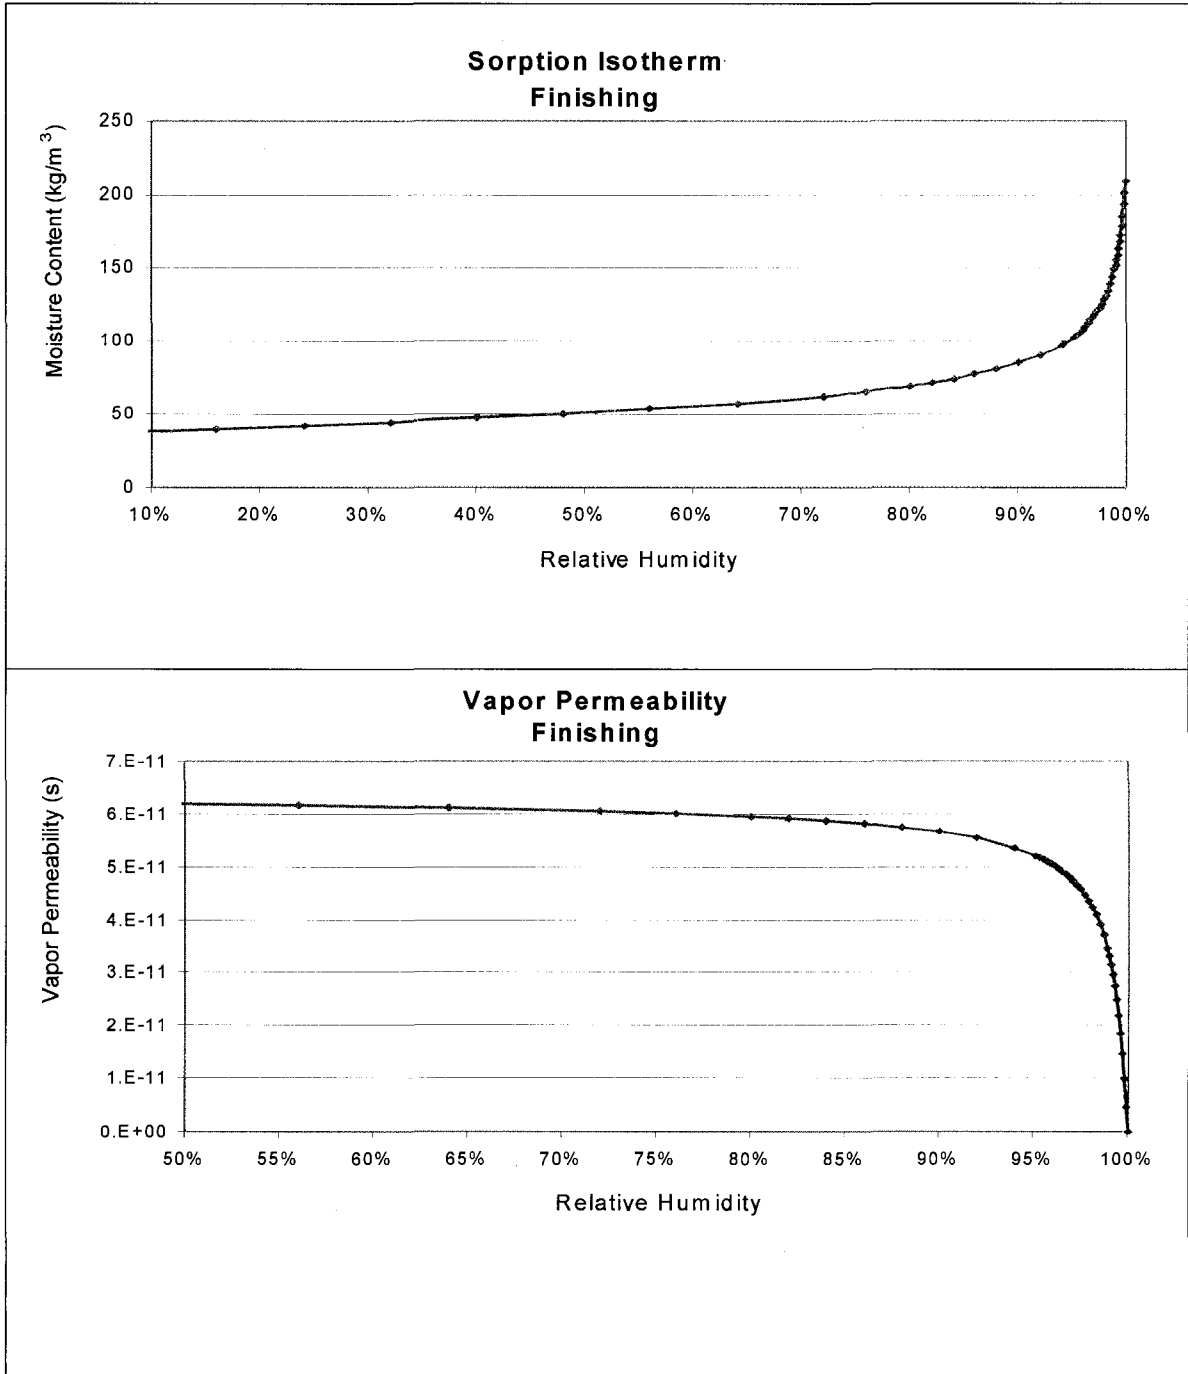 Sorption Isotherm
Finishing
Moisture Content (kg/m³)
250
200
150
100
50
0
10% 20% 30% 40% 50% 60% 70% 80% 90% 100%
Relative Humidity
Vapor Permeability
Finishing
Vapor Permeability (s)
7.E-11
6.E-11
5.E-11
4.E-11
3.E-11
2.E-11
1.E-11
0.E+00
50% 55% 60% 65% 70% 75% 80% 85% 90% 95% 100%
Relative Humidity